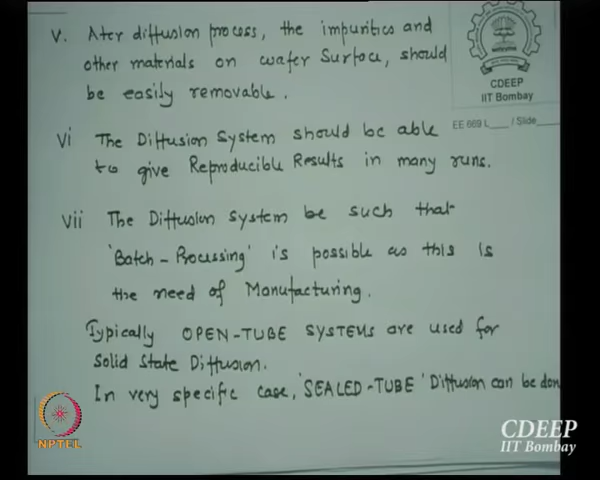 v. Ater diffusion process, the impurities and
other materials on wafer surface, should
be easily removable.
vi The Diffusion System should be able
to give Reproducible Results in many runs.
vii The Diffusion System be such that
'Batch-Processing' is possible as this is
the need of Manufacturing.
Typically OPEN-TUBE SYSTEMS are used for
Solid State Diffusion.
In very specific case, 'SEALED-TUBE' Diffusion can be don
CDEEP
IIT Bombay
EE 669 L___ / Slide___
NPTEL
CDEEP
IIT Bombay